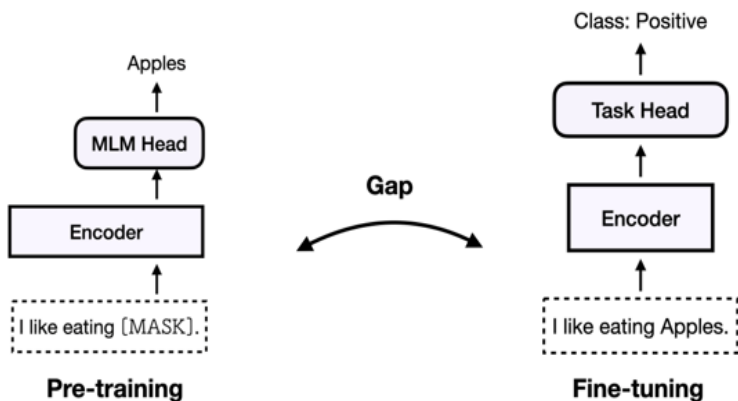 Apples
MLM Head
Encoder
I like eating [MASK].
Pre-training
Gap
Class: Positive
Task Head
Encoder
I like eating Apples.
Fine-tuning